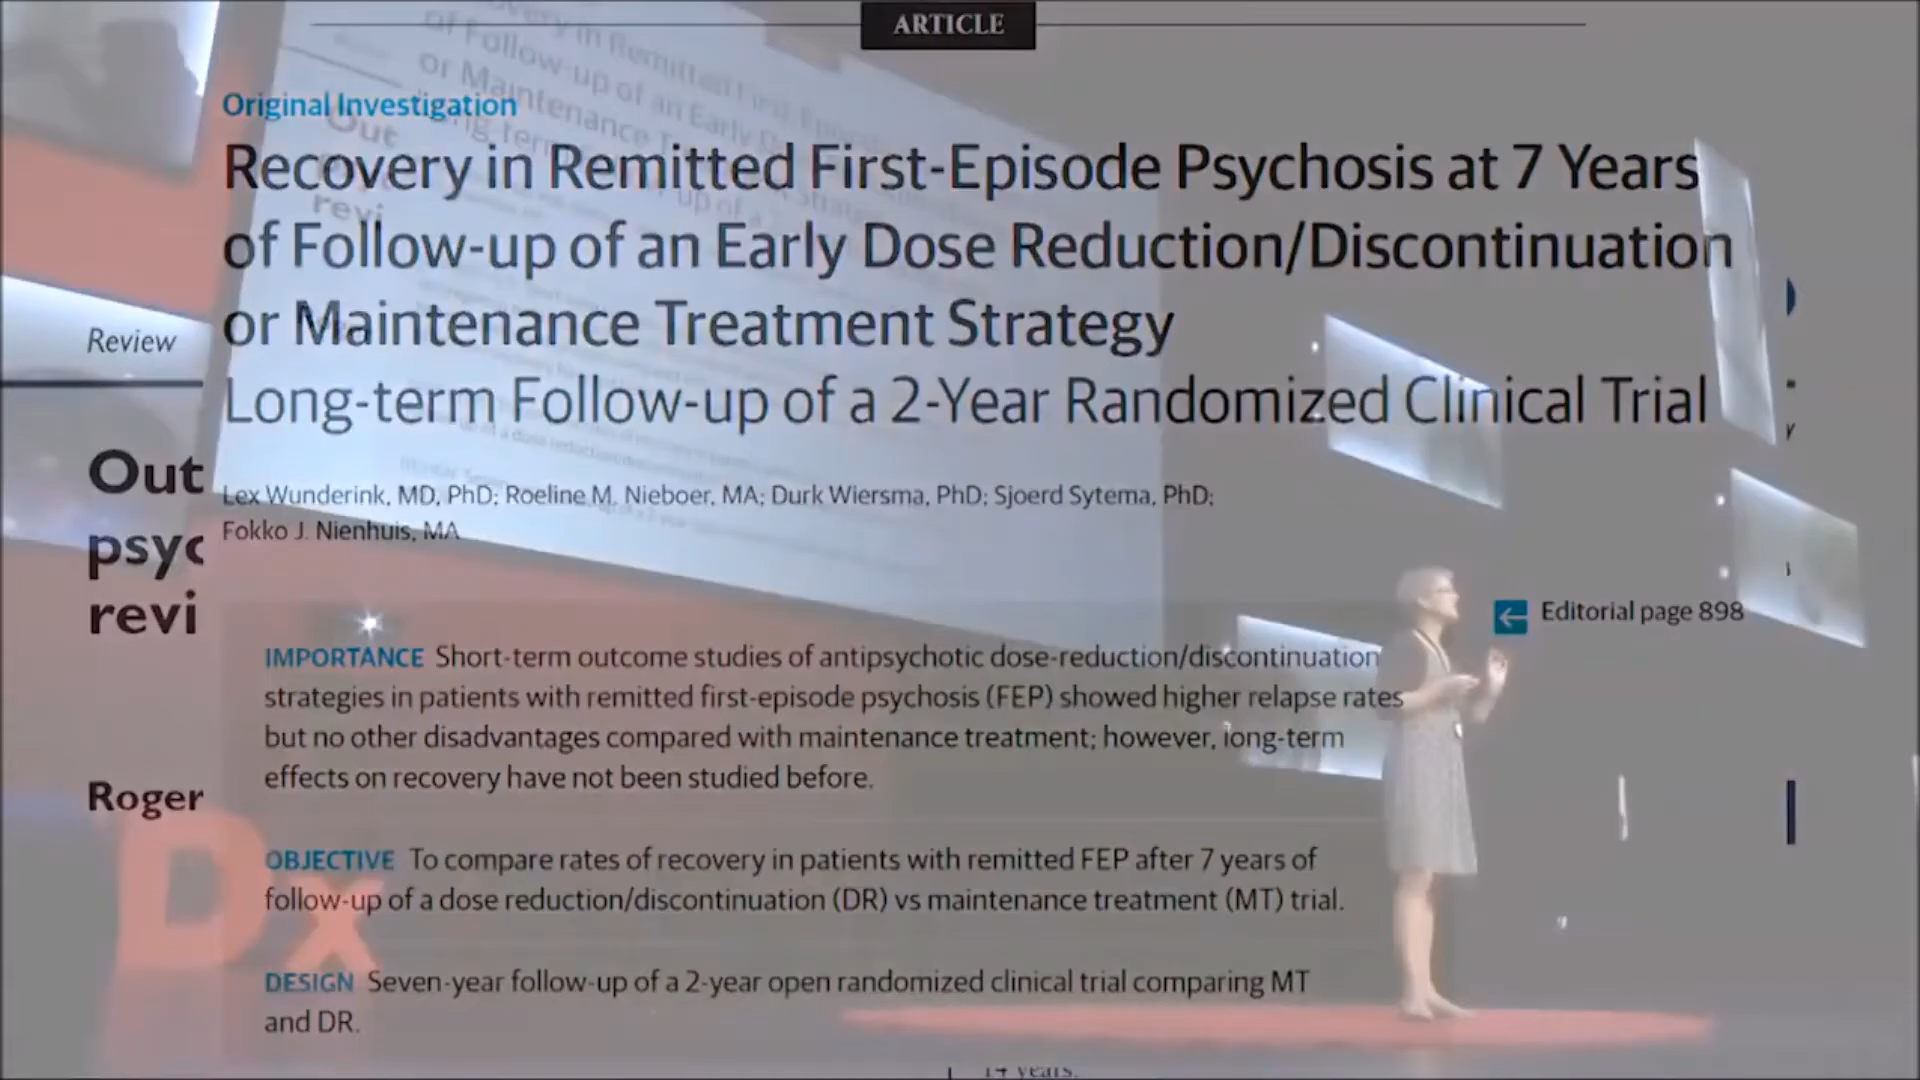 ARTICLE
Original Investigation
Recovery in Remitted First-Episode Psychosis at 7 Years
of Follow-up of an Early Dose Reduction/Discontinuation
or Maintenance Treatment Strategy
Long-term Follow-up of a 2-Year Randomized Clinical Trial
Review
Out
psyc
revi
Lex Wunderink, MD, PhD; Roeline M. Nieboer, MA; Durk Wiersma, PhD; Sjoerd Sytema, PhD;
Fokko J. Nienhuis, MA
Editorial page 898
IMPORTANCE Short-term outcome studies of antipsychotic dose-reduction/discontinuation
strategies in patients with remitted first-episode psychosis (FEP) showed higher relapse rates
but no other disadvantages compared with maintenance treatment; however, long-term
effects on recovery have not been studied before.
Roger
OBJECTIVE To compare rates of recovery in patients with remitted FEP after 7 years of
follow-up of a dose reduction/discontinuation (DR) vs maintenance treatment (MT) trial.
Dx
DESIGN Seven-year follow-up of a 2-year open randomized clinical trial comparing MT
and DR.
years.